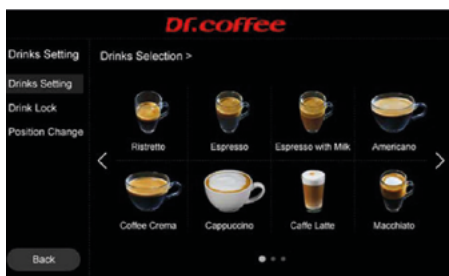 Dr.coffee
Drinks Setting
Drinks Selection >
Drinks Setting
Drink Lock
Position Change
Ristretto
Espresso
Espresso with Milk
Americano
Coffee Crema
Cappuccino
Caffe Latte
Macchiato
Back